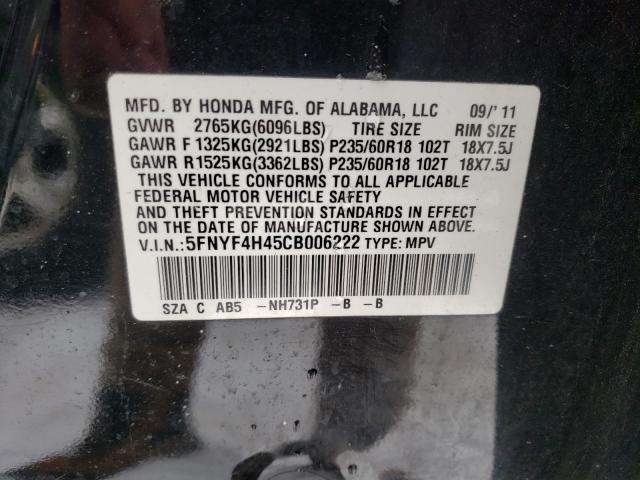 MFD. BY HONDA MFG. OF ALABAMA, LLC 09/'11
GVWR 2765KG(6096LBS) TIRE SIZE RIM SIZE
GAWR F 1325KG(2921LBS) P235/60R18 102T 18X7.5J
GAWR R 1525KG(3362LBS) P235/60R18 102T 18X7.5J
THIS VEHICLE CONFORMS TO ALL APPLICABLE
FEDERAL MOTOR VEHICLE SAFETY
AND THEFT PREVENTION STANDARDS IN EFFECT
ON THE DATE OF MANUFACTURE SHOWN ABOVE.
V.I.N.:5FNYF4H45CB006222 TYPE: MPV
SZA C AB5 -NH731P -B -B